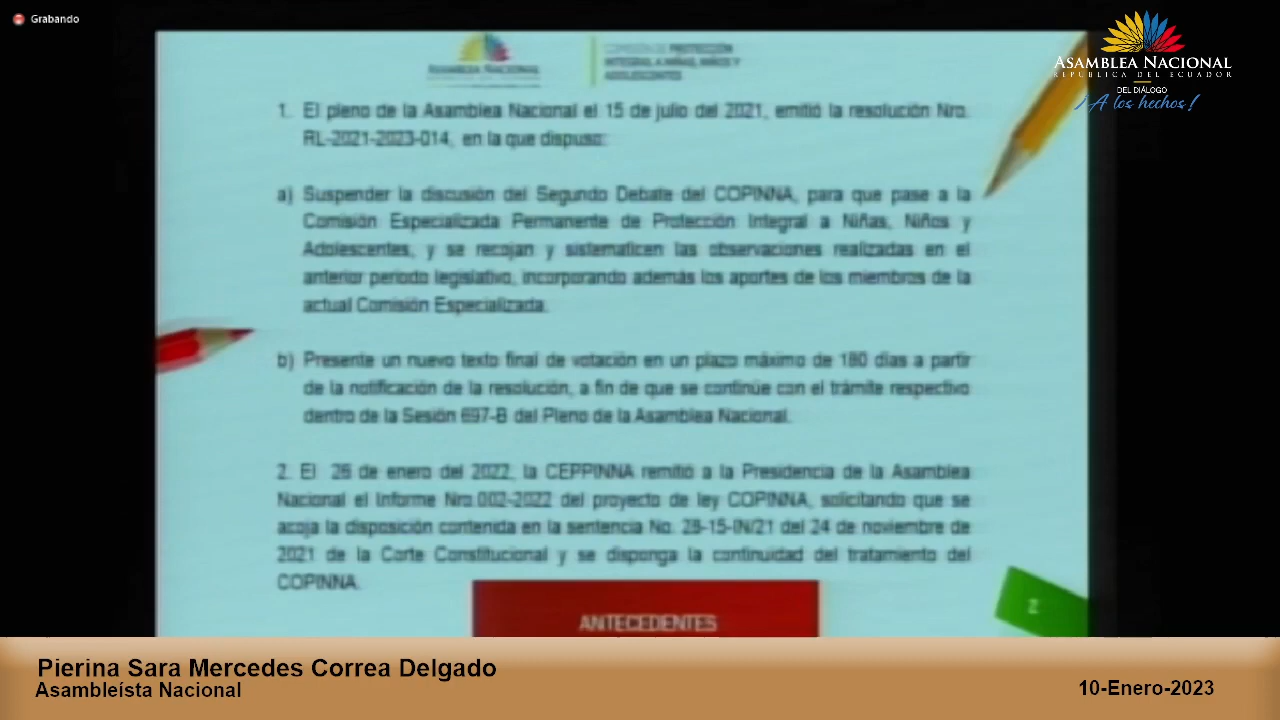 Grabando
ASAMBLEA NACIONAL
COMISIÓN DE PROTECCIÓN
INTEGRAL A NIÑAS, NIÑOS Y
ADOLESCENTES
ASAMBLEA NACIONAL
REPÚBLICA DEL ECUADOR
DEL DIÁLOGO
¡A los hechos!
1. El pleno de la Asamblea Nacional el 15 de julio del 2021, emitió la resolución Nro.
RL-2021-2023-014, en la que dispuso:
a) Suspender la discusión del Segundo Debate del COPINNA, para que pase a la
Comisión Especializada Permanente de Protección Integral a Niñas, Niños y
Adolescentes, y se recojan y sistematicen las observaciones realizadas en el
anterior periodo legislativo, incorporando además los aportes de los miembros de la
actual Comisión Especializada.
b) Presente un nuevo texto final de votación en un plazo máximo de 180 días a partir
de la notificación de la resolución, a fin de que se continúe con el trámite respectivo
dentro de la Sesión 697-B del Pleno de la Asamblea Nacional.
2. El 26 de enero del 2022, la CEPPINNA remitió a la Presidencia de la Asamblea
Nacional el Informe Nro.002-2022 del proyecto de ley COPINNA, solicitando que se
acoja la disposición contenida en la sentencia No. 28-15-IN/21 del 24 de noviembre de
2021 de la Corte Constitucional y se disponga la continuidad del tratamiento del
COPINNA.
2
ANTECEDENTES
Pierina Sara Mercedes Correa Delgado
Asambleísta Nacional
10-Enero-2023